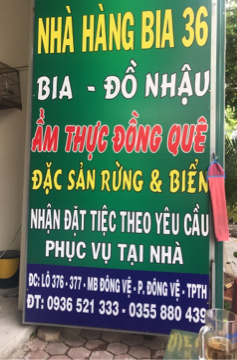 NHÀ HÀNG BIA 36
BIA - ĐỒ NHẬU
ẨM THỰC ĐỒNG QUÊ
ĐẶC SẢN RỪNG & BIỂN
NHẬN ĐẶT TIỆC THEO YÊU CẦU
PHỤC VỤ TẠI NHÀ
ĐC: LÔ 376 - 377 - MB ĐÔNG VỆ - P. ĐÔNG VỆ - TPTH
ĐT: 0936 521 333 - 0355 880 439